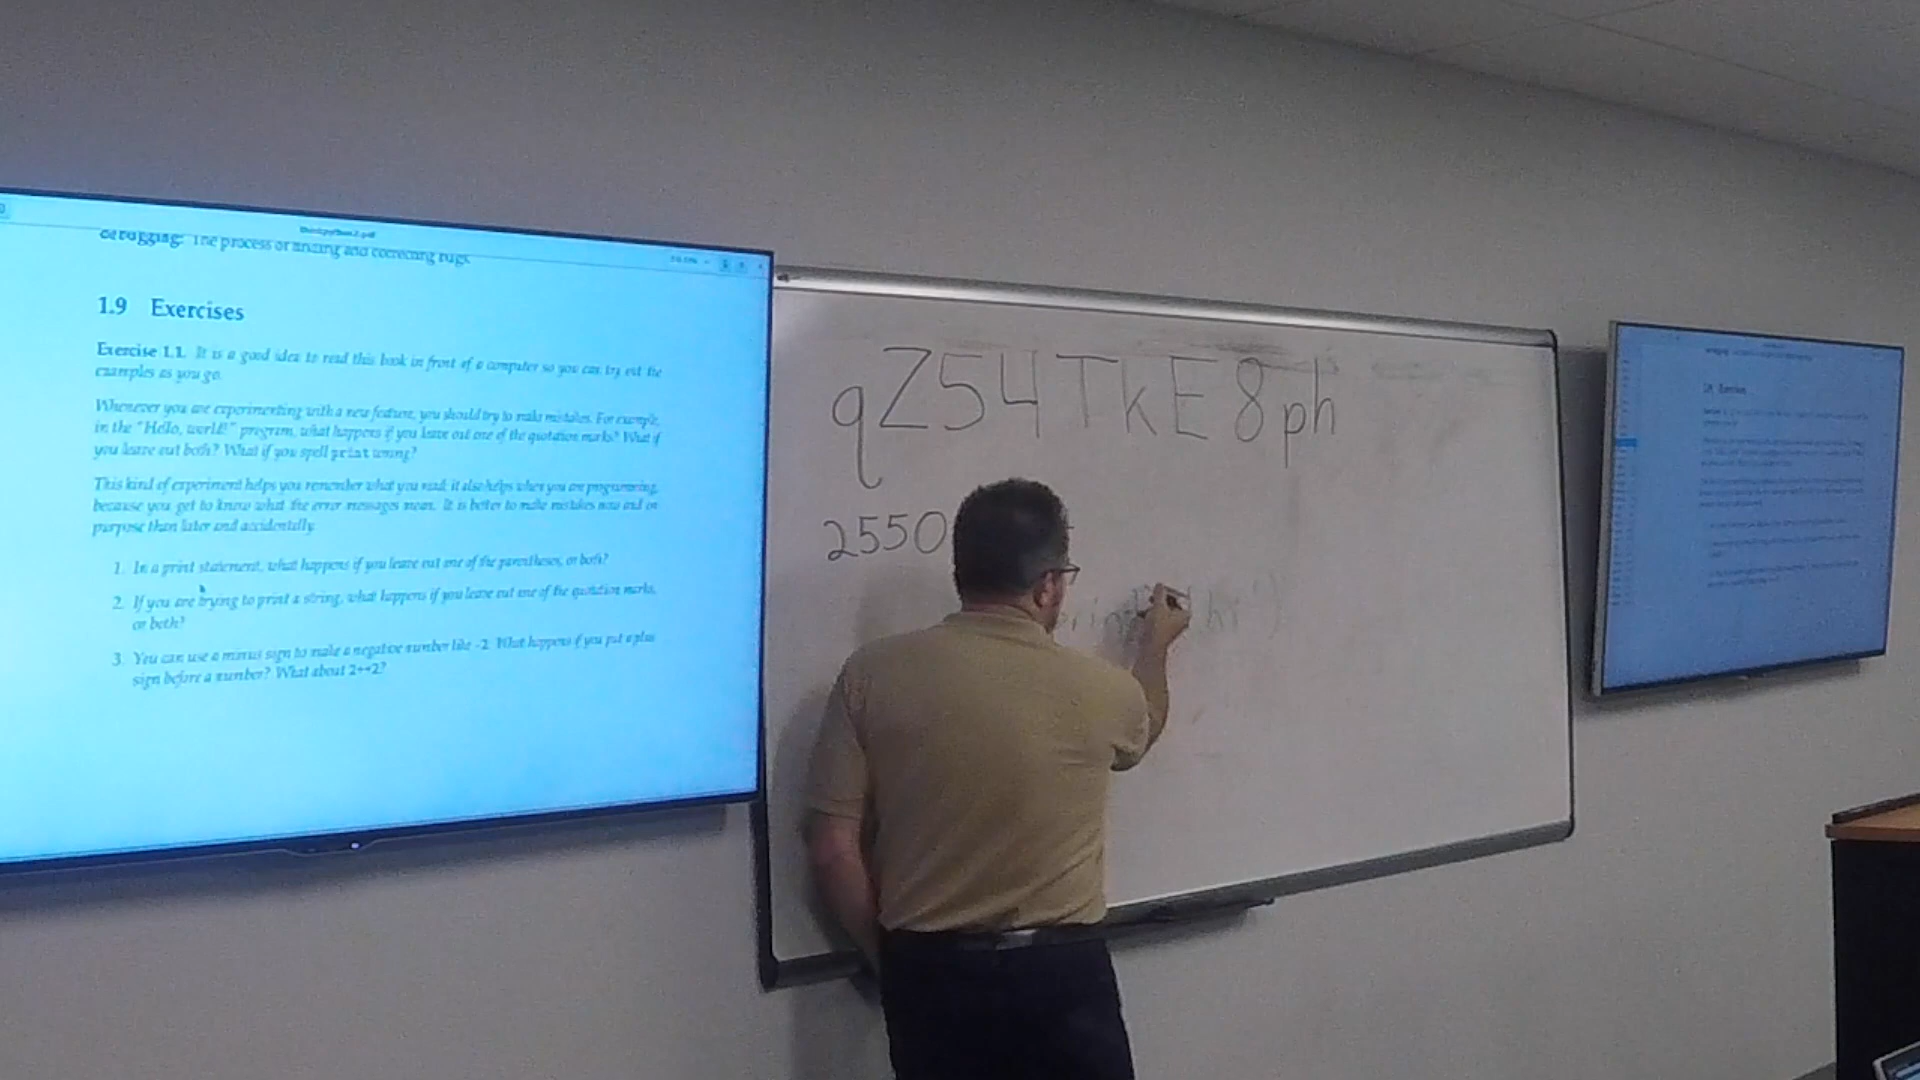 thinkpython2.pdf
debugging: The process of finding and correcting bugs.
1.9 Exercises
Exercise 1.1. It is a good idea to read this book in front of a computer so you can try out the
examples as you go.
Whenever you are experimenting with a new feature, you should try to make mistakes. For example,
in the "Hello, world!" program, what happens if you leave out one of the quotation marks? What if
you leave out both? What if you spell print wrong?
This kind of experiment helps you remember what you read; it also helps when you are programming,
because you get to know what the error messages mean. It is better to make mistakes now and on
purpose than later and accidentally.
1. In a print statement, what happens if you leave out one of the parentheses, or both?
2. If you are trying to print a string, what happens if you leave out one of the quotation marks,
or both?
3. You can use a minus sign to make a negative number like -2. What happens if you put a plus
sign before a number? What about 2++2?
qZ54TkE8ph
2550